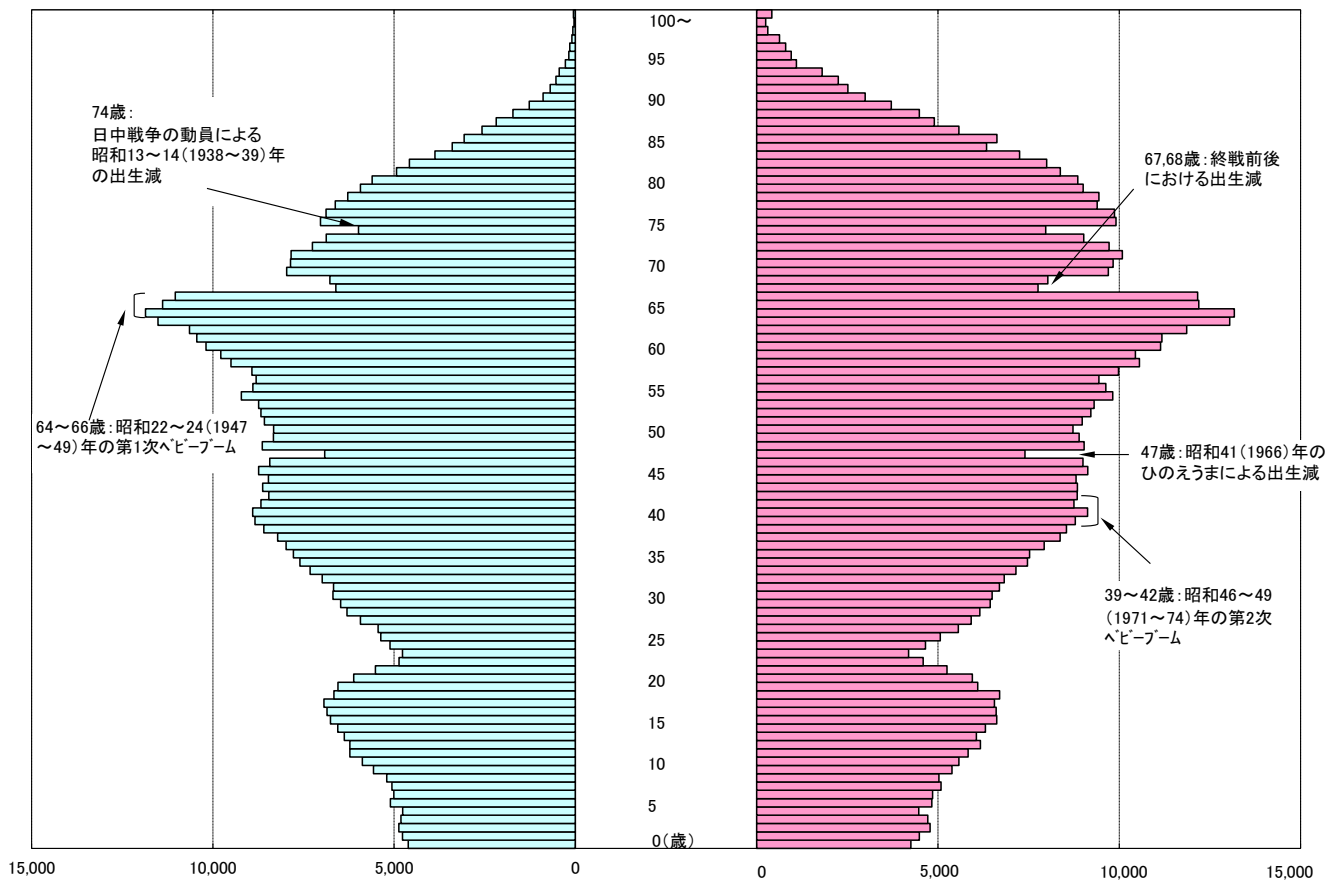 100～
95
90
85
80
75
70
65
60
55
50
45
40
35
30
25
20
15
10
5
0(歳)
74歳：
日中戦争の動員による
昭和13～14（1938～39）年
の出生減
67,68歳：終戦前後
における出生減
64～66歳：昭和22～24（1947
～49）年の第1次ﾍﾞﾋﾞｰﾌﾞｰﾑ
47歳：昭和41（1966）年の
ひのえうまによる出生減
39～42歳：昭和46～49
（1971～74）年の第2次
ﾍﾞﾋﾞｰﾌﾞｰﾑ
15,000 10,000 5,000 0 0 5,000 10,000 15,000